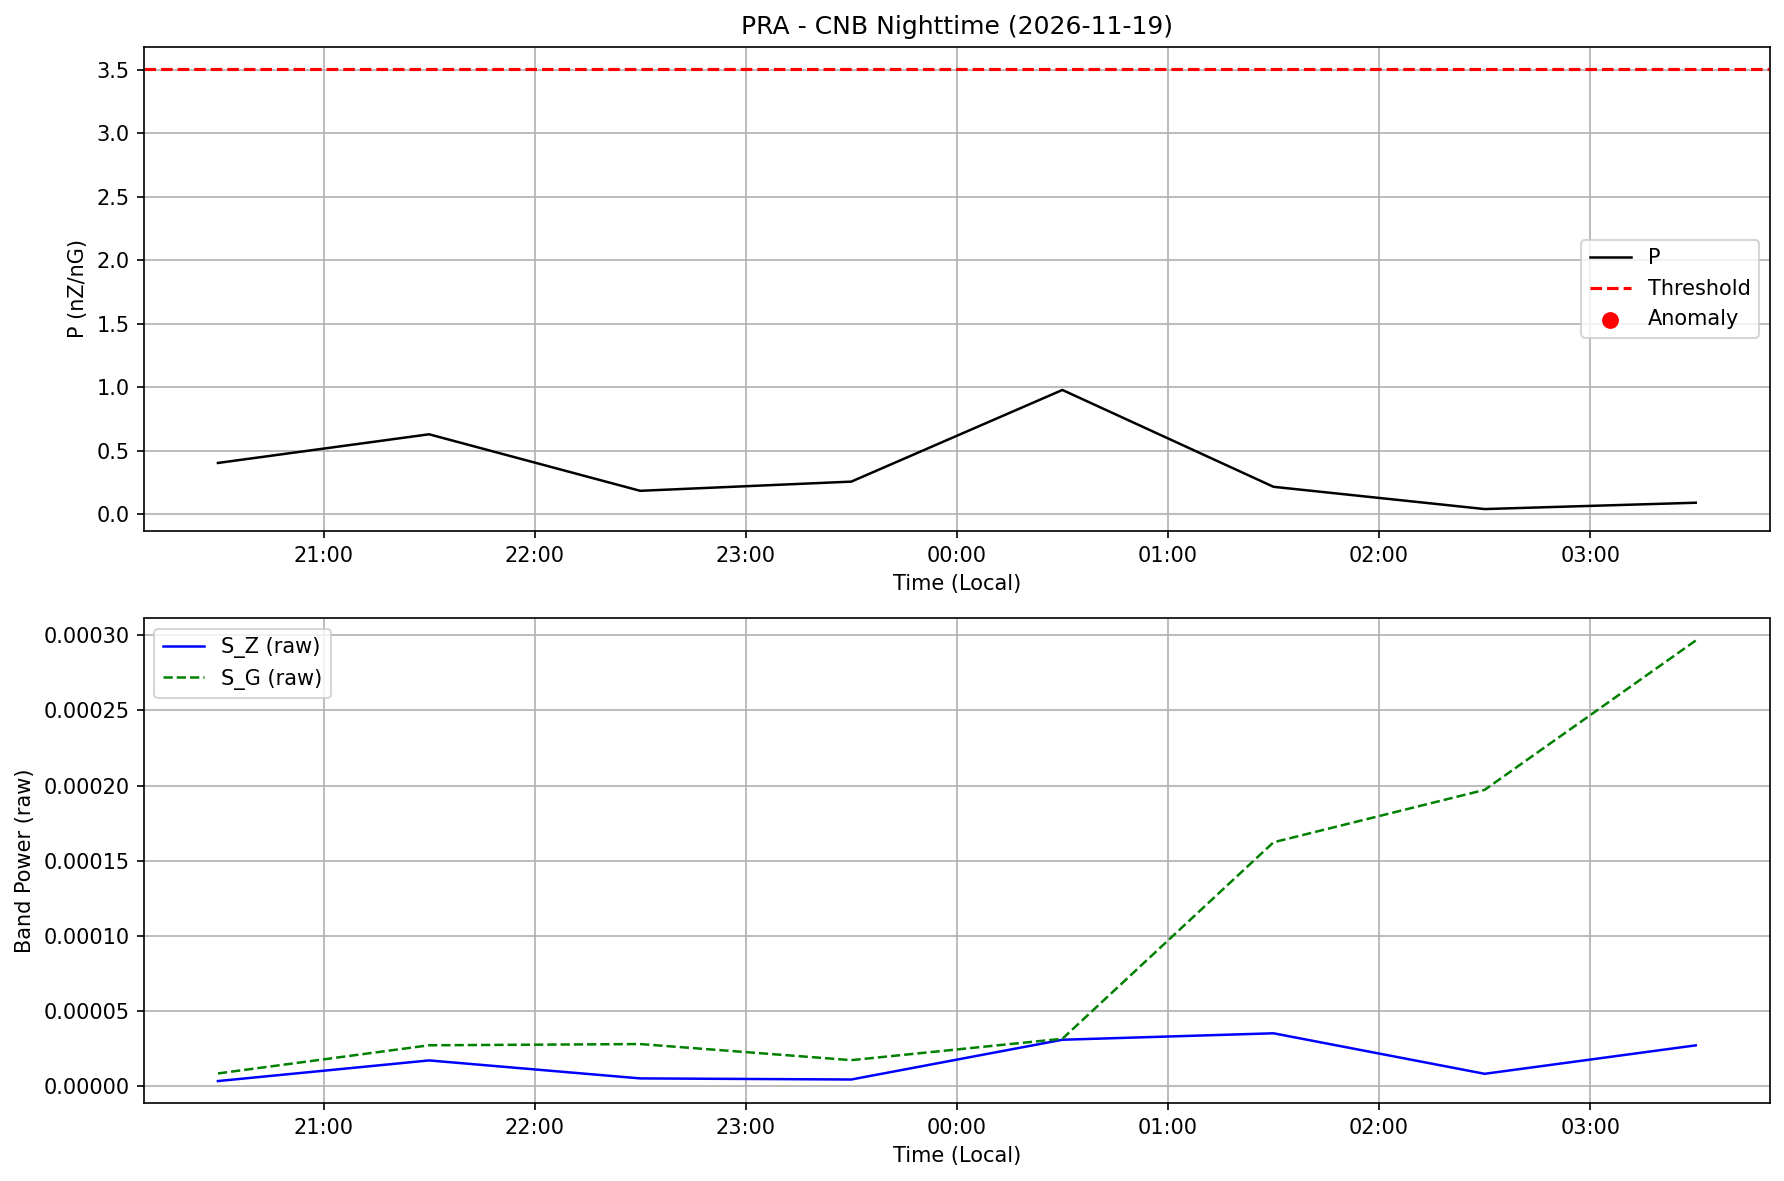 PRA - CNB Nighttime (2026-11-19)
3.5
3.0
2.5
2.0
1.5
1.0
0.5
0.0
P (nZ/nG)
P
Threshold
Anomaly
21:00 22:00 23:00 00:00 01:00 02:00 03:00
Time (Local)
0.00030
0.00025
0.00020
0.00015
0.00010
0.00005
0.00000
Band Power (raw)
S_Z (raw)
S_G (raw)
21:00 22:00 23:00 00:00 01:00 02:00 03:00
Time (Local)